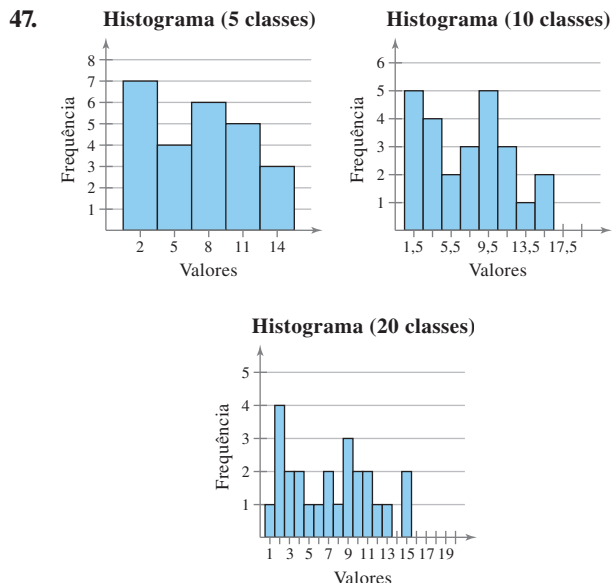 47.
Histograma (5 classes)
8
7
6
5
4
3
2
1
Frequência
2 5 8 11 14
Valores
Histograma (10 classes)
6
5
4
3
2
1
Frequência
1,5 5,5 9,5 13,5 17,5
Valores
Histograma (20 classes)
5
4
3
2
1
Frequência
1 3 5 7 9 11 13 15 17 19
Valores